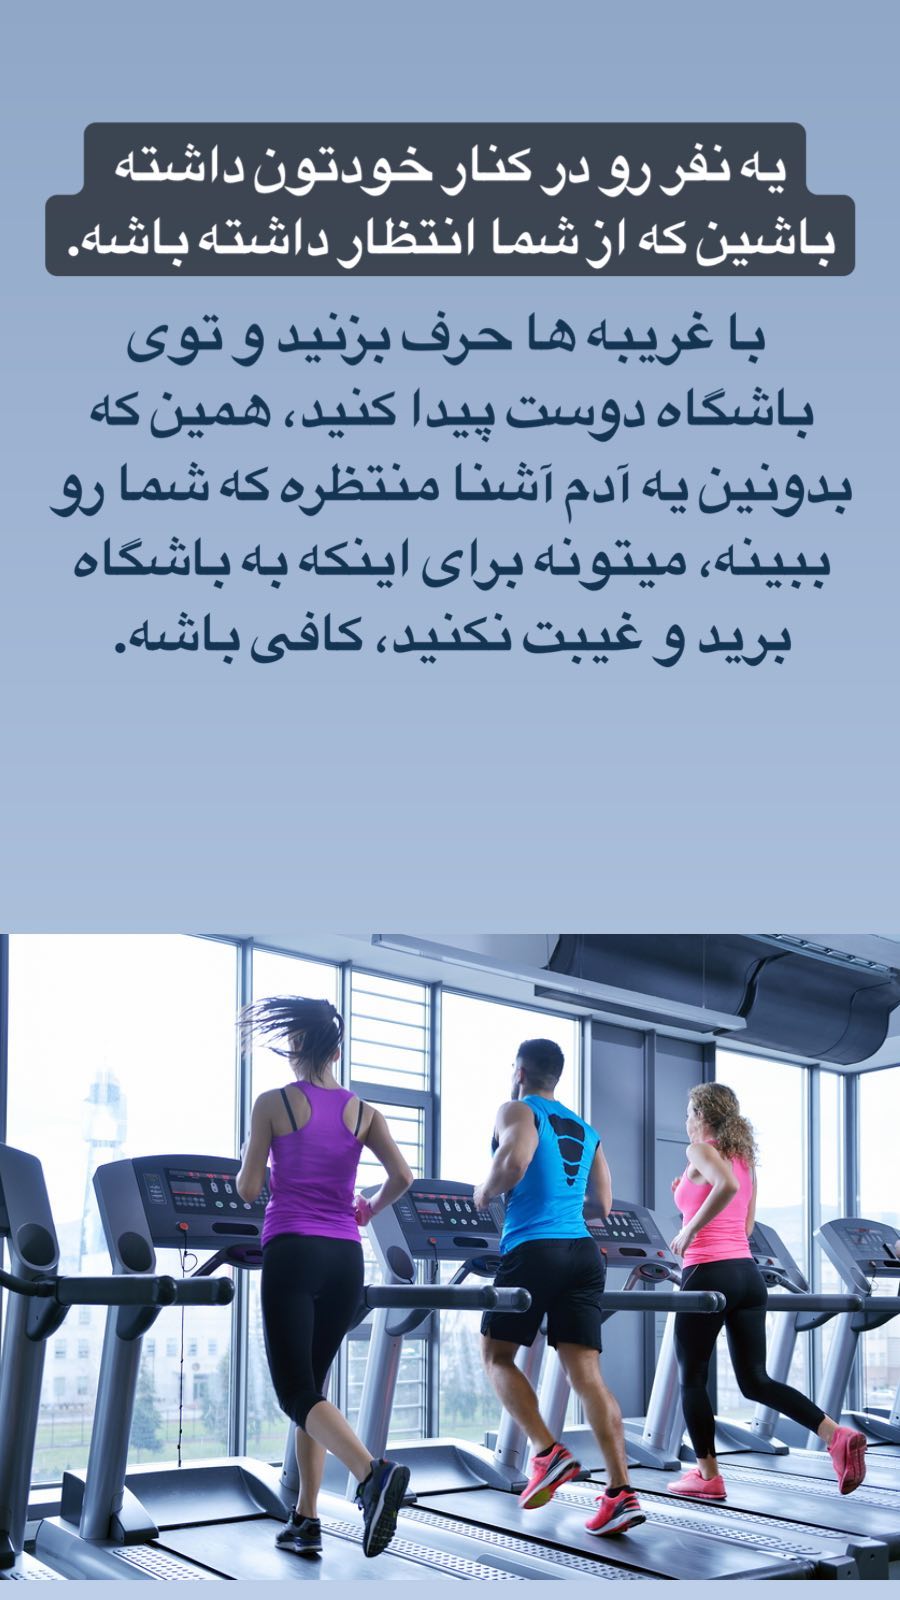 یه نفر رو در کنار خودتون داشته
باشین که از شما انتظار داشته باشه.
با غریبه ها حرف بزنید و توی
باشگاه دوست پیدا کنید، همین که
بدونین یه آدم آشنا منتظره که شما رو
ببینه، میتونه برای اینکه به باشگاه
برید و غیبت نکنید، کافی باشه.